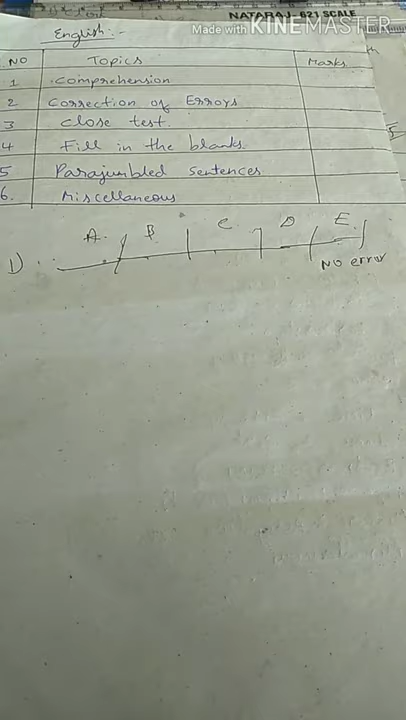 NATARAJ 621 SCALE
Made with KINEMASTER
English:-
NO Topics Marks
1 Comprehension
2 Correction of Errors
3 Close test.
4 Fill in the blanks
5 Parajumbled sentences
6. Miscellaneous
A. B C D E.
1)
No error